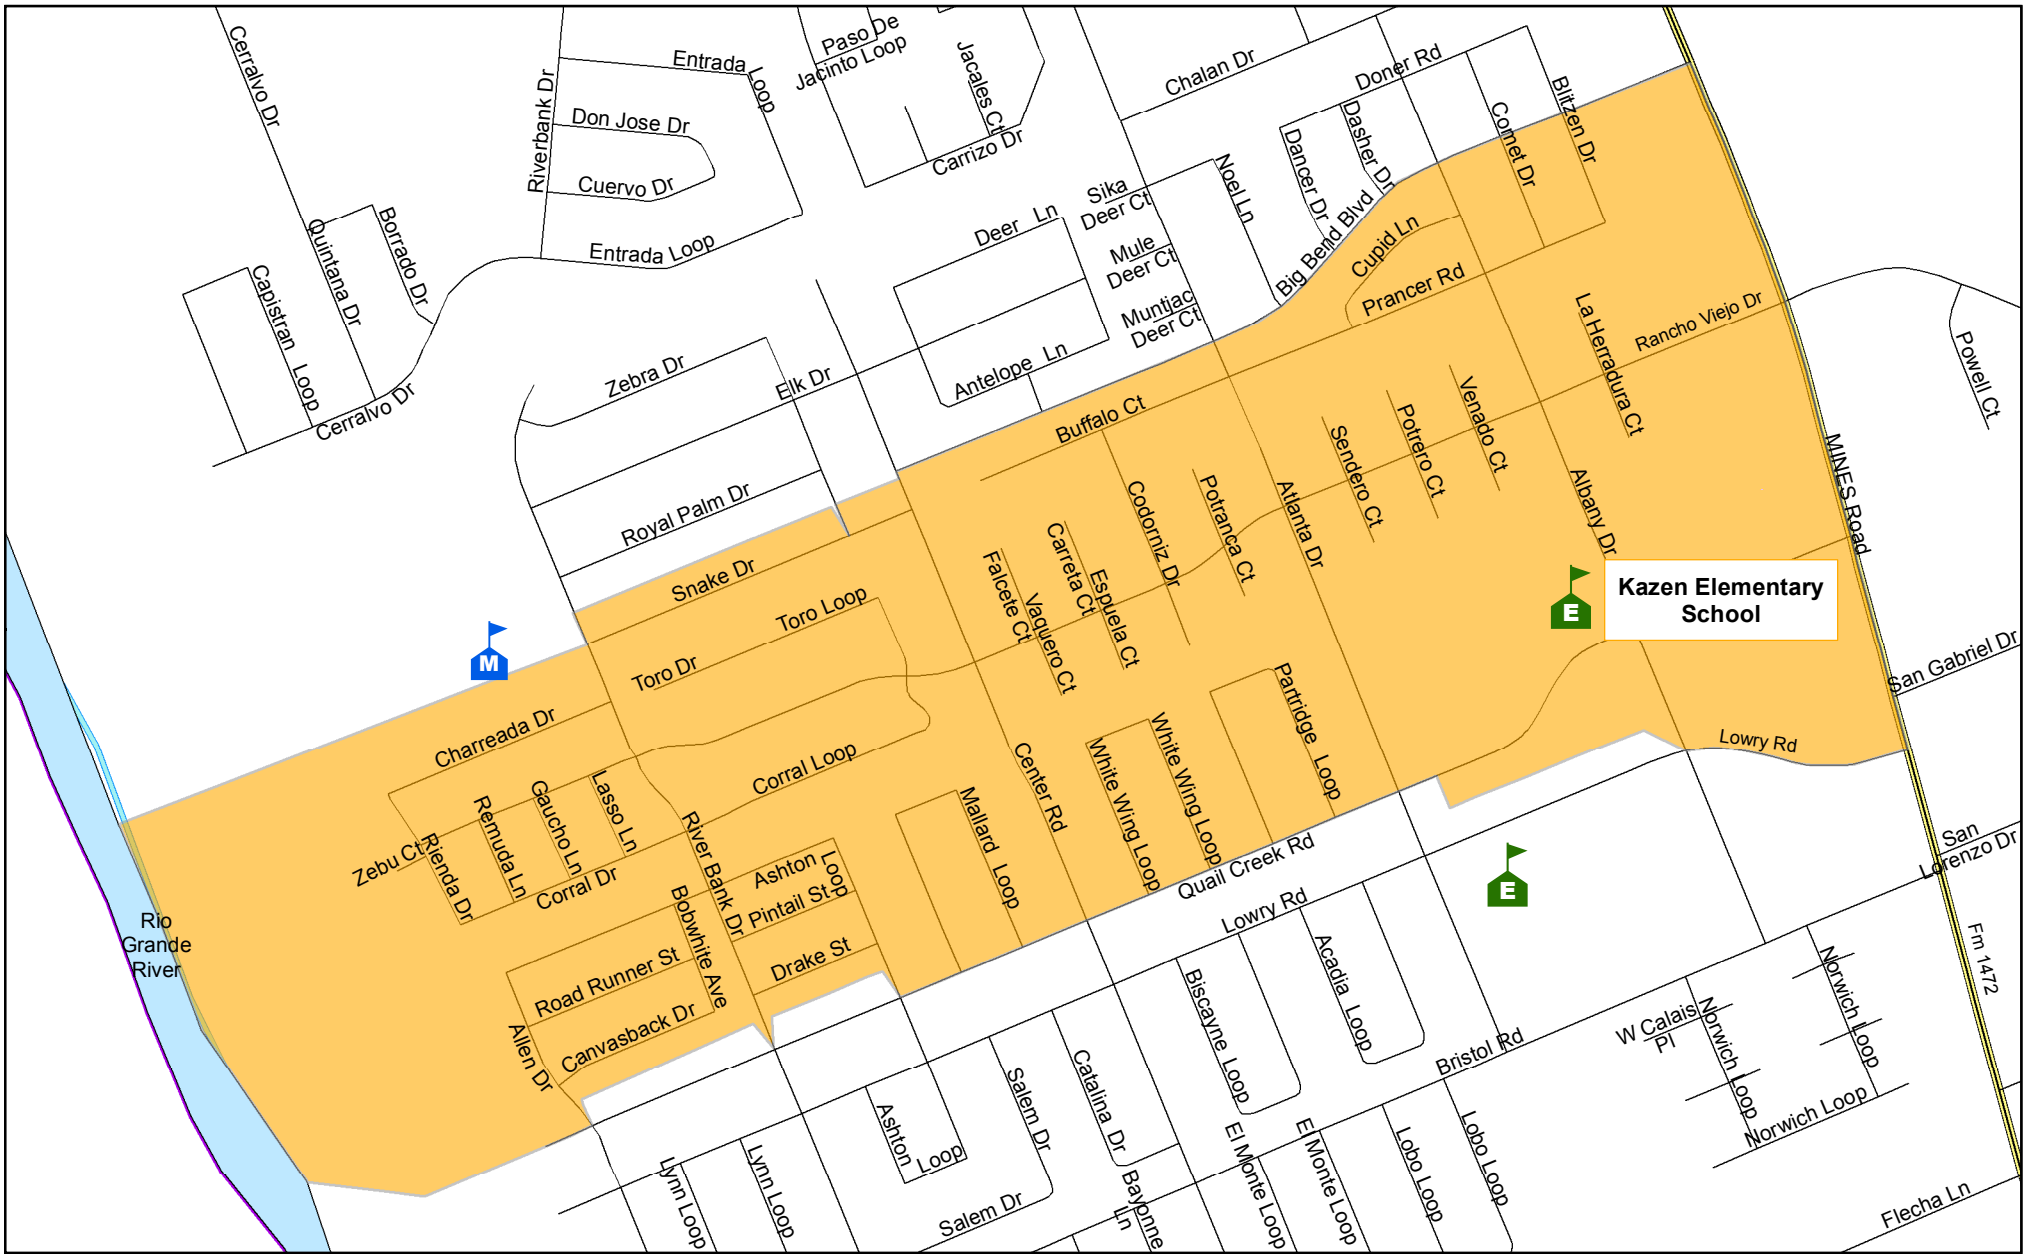 Cerralvo Dr
Riverbank Dr
Entrada
Loop
Don Jose Dr
Cuervo Dr
Entrada Loop
Paso De
Jacinto Loop
Jacales Ct
Carrizo Dr
Chalan Dr
Doner Rd
Blitzen Dr
Comet Dr
Dasher Dr
Dancer Dr
Noel Ln
Sika
Deer Ct
Mule
Deer Ct
Muntjac
Deer Ct
Deer Ln
Antelope Ln
Big Bend Blvd
Cupid Ln
Prancer Rd
Quintana Dr
Borrado Dr
Capistran Loop
Cerralvo Dr
Zebra Dr
Elk Dr
Royal Palm Dr
Buffalo Ct
La Herradura Ct
Rancho Viejo Dr
Powell Ct
MINES Road
Venado Ct
Potrero Ct
Sendero Ct
Albany Dr
Atlanta Dr
Potranca Ct
Codorniz Dr
Carreta Ct
Espuela Ct
Falcete Ct
Vaquero Ct
Snake Dr
Toro Loop
Toro Dr
E
Kazen Elementary
School
M
San Gabriel Dr
Lowry Rd
Charreada Dr
Partridge Loop
White Wing Loop
White Wing Loop
Center Rd
Corral Loop
Mallard Loop
Lasso Ln
Gaucho Ln
Remuda Ln
Rienda Dr
Zebu Ct
Corral Dr
River Bank Dr
Ashton
Loop
Pintail St
Drake St
Bobwhite Ave
Road Runner St
Canvasback Dr
Allen Dr
Rio
Grande
River
Quail Creek Rd
Lowry Rd
E
San
Lorenzo Dr
Fm 1472
Acadia Loop
Biscayne Loop
Bristol Rd
W Calais
Pl
Norwich Loop
Norwich Loop
Norwich Loop
Catalina Dr
Salem Dr
Ashton
Loop
Lynn Loop
Lynn Loop
Salem Dr
Bayonne
Ln
El Monte Loop
El Monte Loop
Lobo Loop
Lobo Loop
Flecha Ln